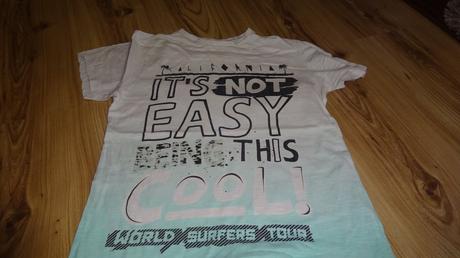 CALIFORNIA
IT'S NOT
EASY
BEING THIS
COOL!
WORLD SURFERS TOUR